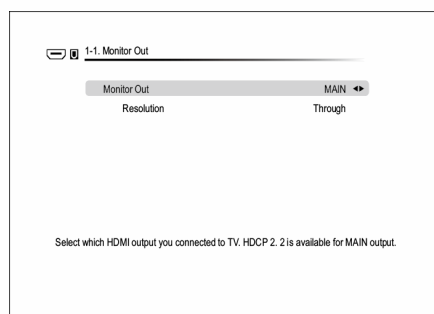 1-1. Monitor Out
Monitor Out MAIN
Resolution Through
Select which HDMI output you connected to TV. HDCP 2. 2 is available for MAIN output.